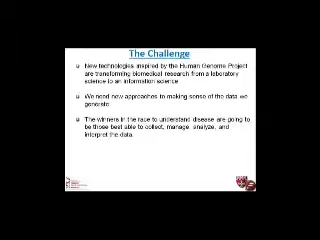 The Challenge
New technologies inspired by the Human Genome Project
are transforming biomedical research from a laboratory
science to an information science
We need new approaches to making sense of the data we
generate
The winners in the race to understand disease are going to
be those best able to collect, manage, analyze, and
interpret the data.